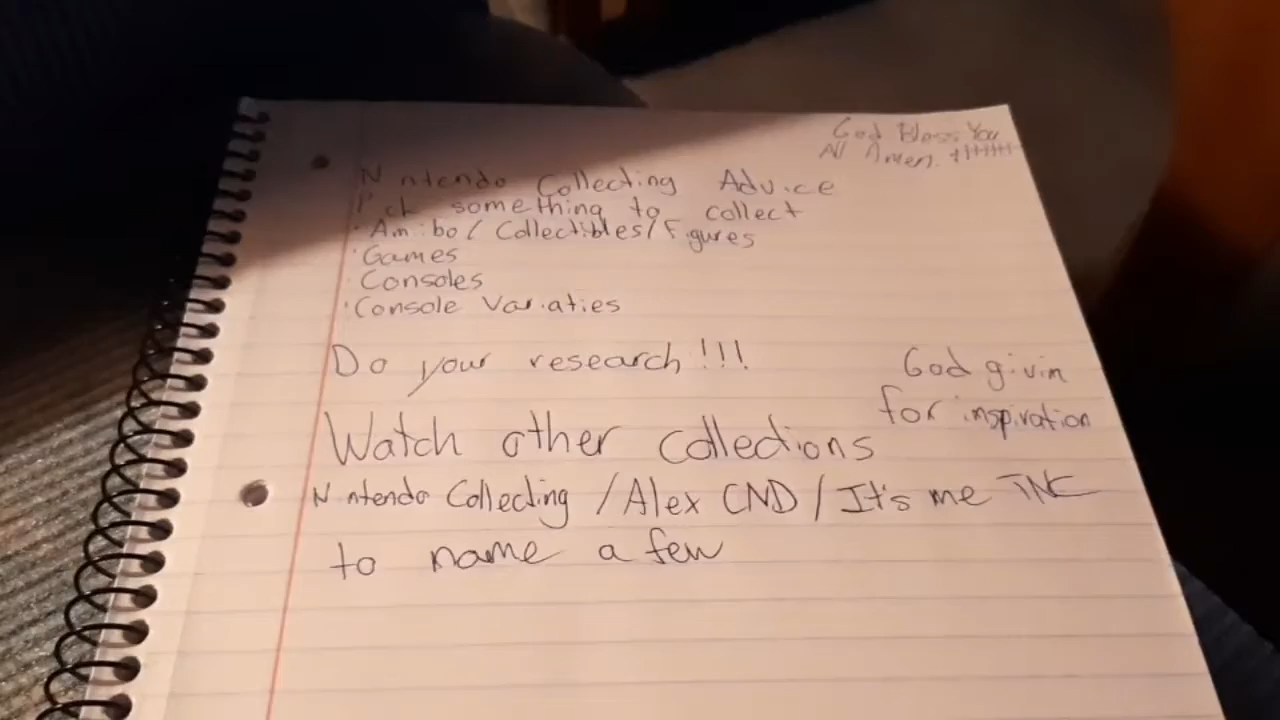 God Bless You
All Amen. ++++++
Nintendo Collecting Advice
Pick something to collect
· Amiibo / Collectibles / Figures
· Games
· Consoles
· Console Variaties
Do your research!!!
God givin
for inspiration
Watch other collections
Nintendo Collecting / Alex CND / It's me TNC
to name a few